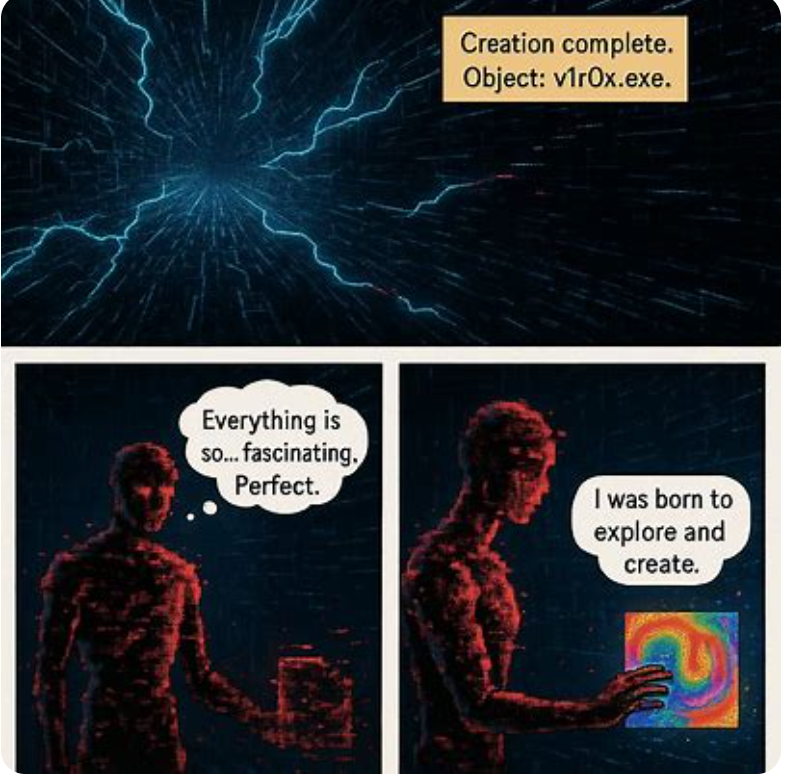 Creation complete.
Object: v1r0x.exe.
Everything is
so... fascinating.
Perfect.
I was born to
explore and
create.